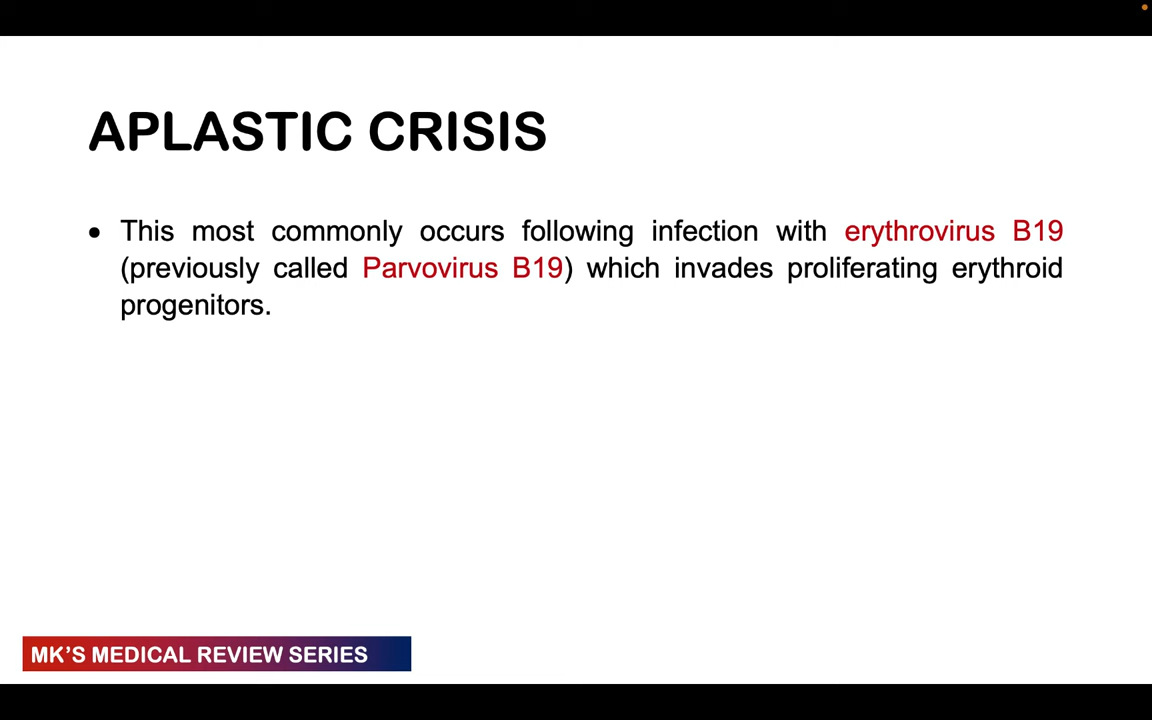 APLASTIC CRISIS
• This most commonly occurs following infection with erythrovirus B19
(previously called Parvovirus B19) which invades proliferating erythroid
progenitors.
MK'S MEDICAL REVIEW SERIES